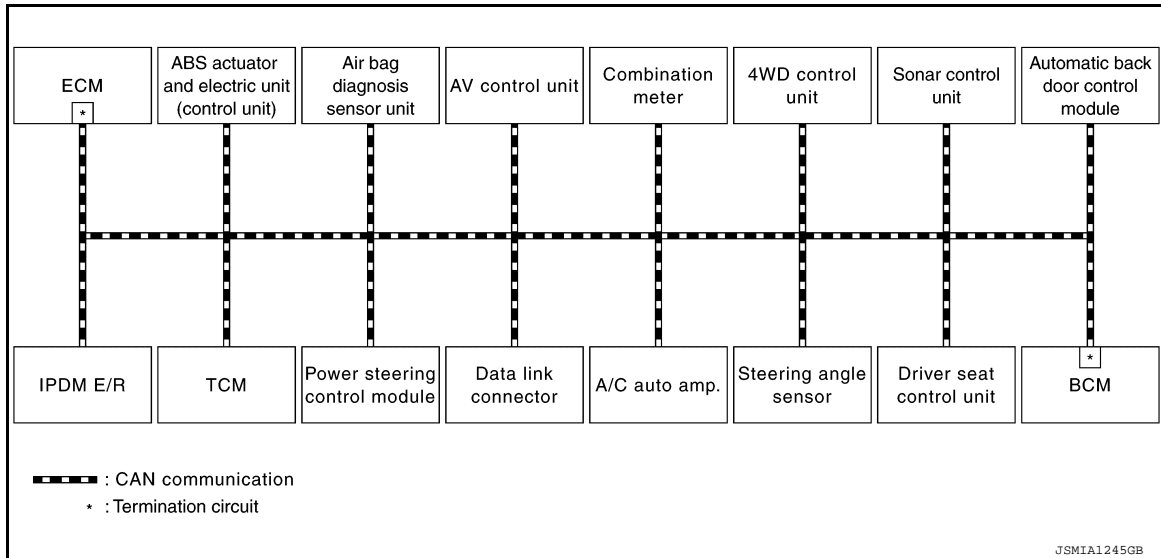 ECM
*
ABS actuator
and electric unit
(control unit)
Air bag
diagnosis
sensor unit
AV control unit
Combination
meter
4WD control
unit
Sonar control
unit
Automatic back
door control
module
IPDM E/R
TCM
Power steering
control module
Data link
connector
A/C auto amp.
Steering angle
sensor
Driver seat
control unit
*
BCM
: CAN communication
* : Termination circuit
JSMIA1245GB